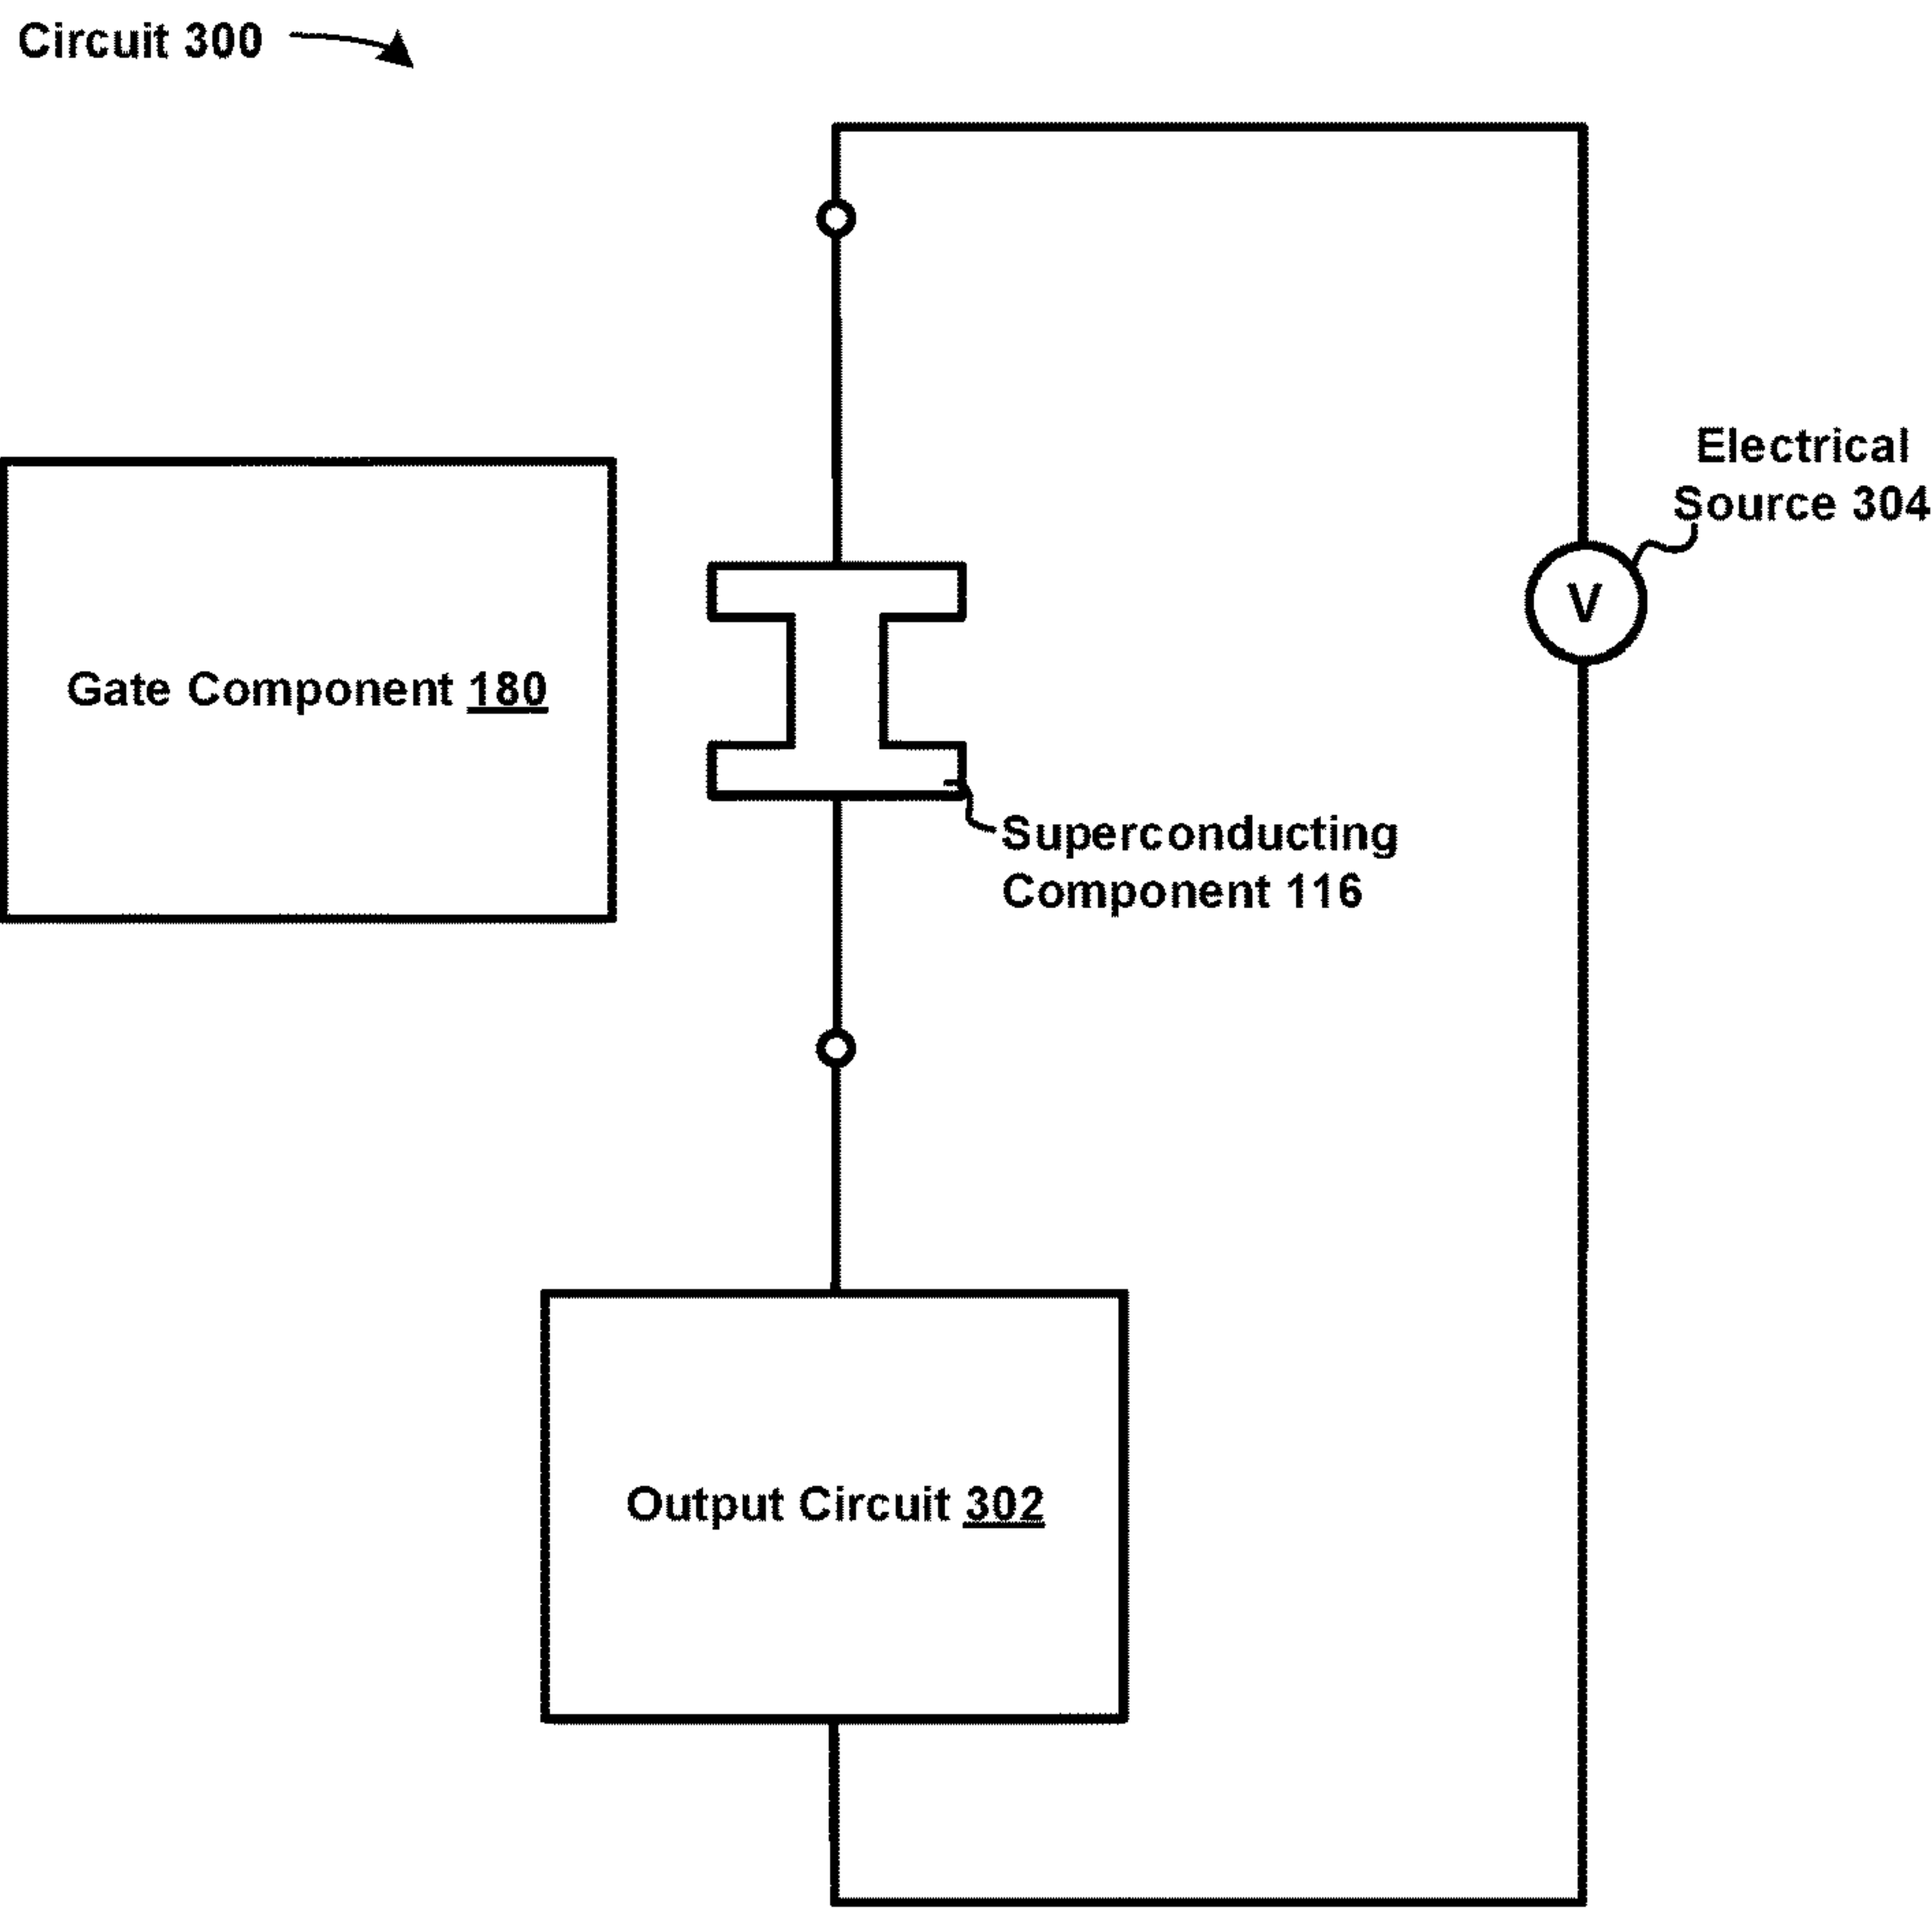 Circuit 300
Electrical
Source 304
V
Gate Component 180
Superconducting
Component 116
Output Circuit 302